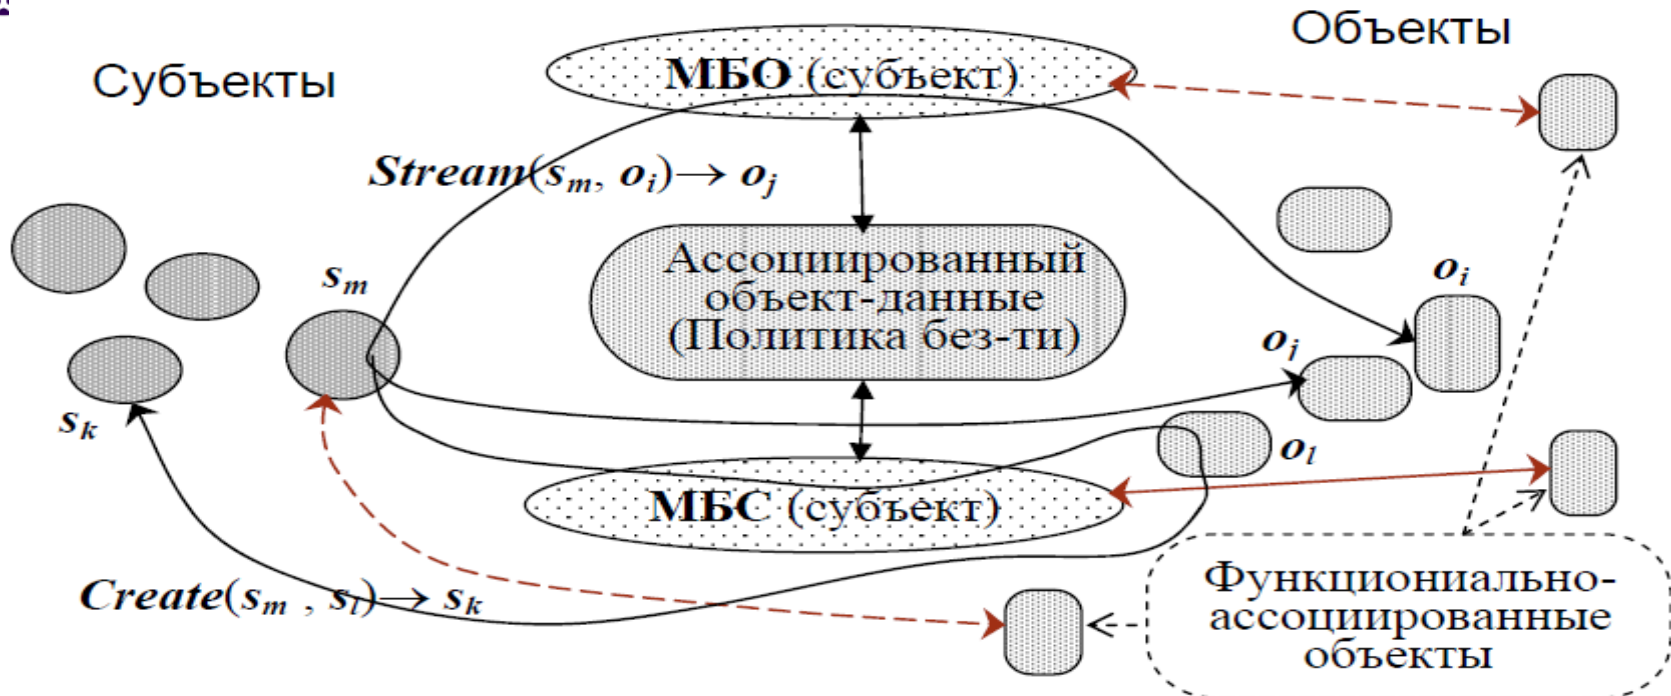 Субъекты
Объекты
МБО (субъект)
Stream(sm, oi)→ oj
Ассоциированный
объект-данные
(Политика без-ти)
sm
sk
oi
oj
ol
МБС (субъект)
Create(sm , sl)→ sk
Функциониально-
ассоциированные
объекты